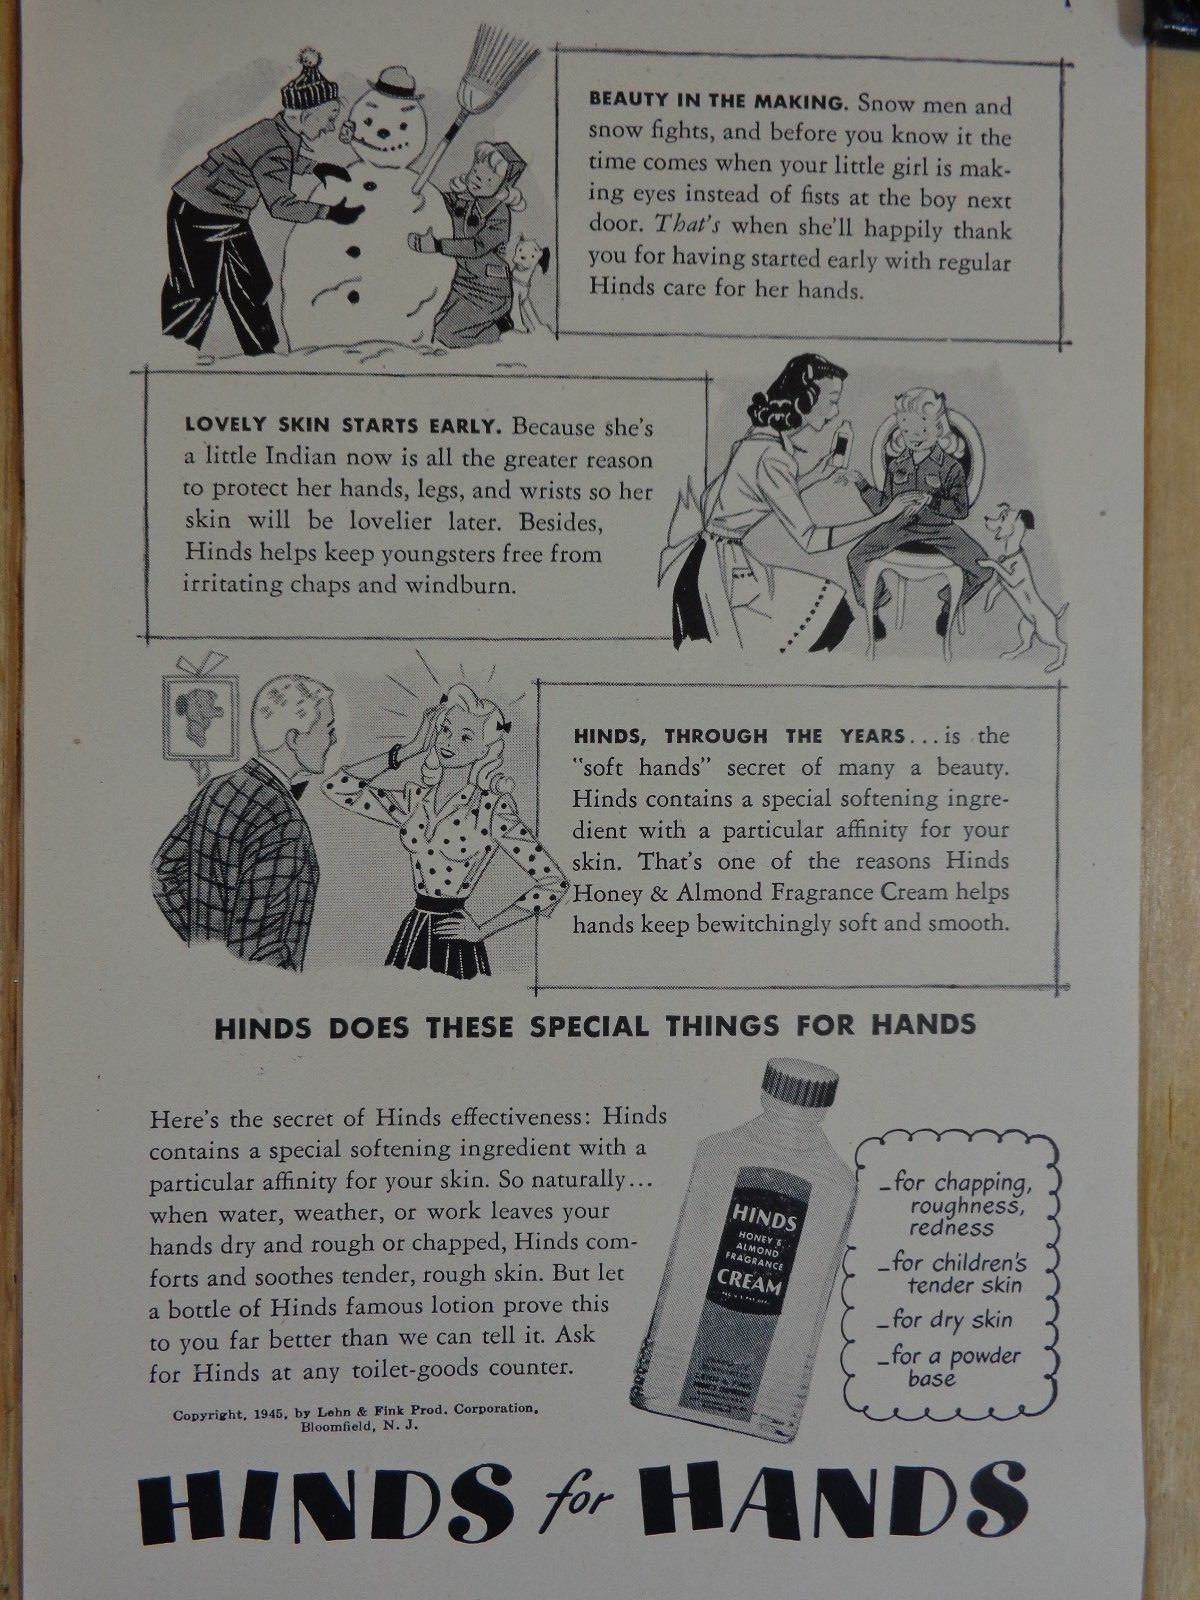 BEAUTY IN THE MAKING. Snow men and
snow fights, and before you know it the
time comes when your little girl is mak-
ing eyes instead of fists at the boy next
door. That's when she'll happily thank
you for having started early with regular
Hinds care for her hands.
LOVELY SKIN STARTS EARLY. Because she's
a little Indian now is all the greater reason
to protect her hands, legs, and wrists so her
skin will be lovelier later. Besides,
Hinds helps keep youngsters free from
irritating chaps and windburn.
HINDS, THROUGH THE YEARS...is the
"soft hands" secret of many a beauty.
Hinds contains a special softening ingre-
dient with a particular affinity for your
skin. That's one of the reasons Hinds
Honey & Almond Fragrance Cream helps
hands keep bewitchingly soft and smooth.
HINDS DOES THESE SPECIAL THINGS FOR HANDS
Here's the secret of Hinds effectiveness: Hinds
contains a special softening ingredient with a
particular affinity for your skin. So naturally...
when water, weather, or work leaves your
hands dry and rough or chapped, Hinds com-
forts and soothes tender, rough skin. But let
a bottle of Hinds famous lotion prove this
to you far better than we can tell it. Ask
for Hinds at any toilet-goods counter.
Copyright, 1945, by Lehn & Fink Prod. Corporation,
Bloomfield, N. J.
HINDS
HONEY &
ALMOND
FRAGRANCE
CREAM
–for chapping,
roughness,
redness
–for children's
tender skin
–for dry skin
–for a powder
base
HINDS for HANDS